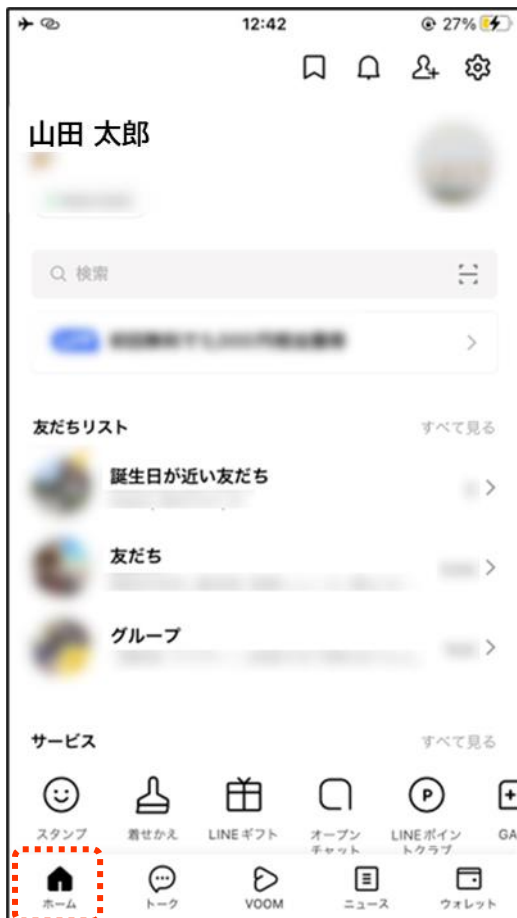 12:42
27%
山田 太郎
検索
友だちリスト
すべて見る
誕生日が近い友だち
友だち
グループ
サービス
すべて見る
スタンプ
着せかえ
LINEギフト
オープン
チャット
LINEポイン
トクラブ
GA
ホーム
トーク
VOOM
ニュース
ウォレット